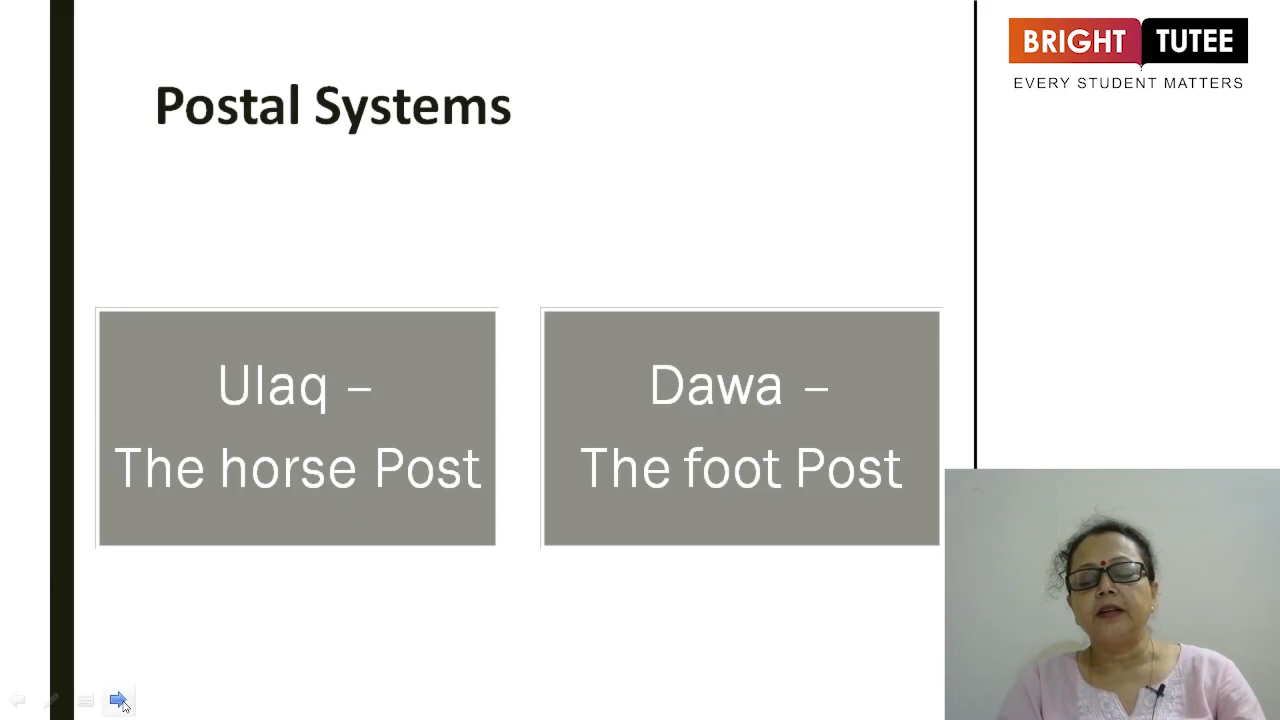 Postal Systems
BRIGHT TUTEE
EVERY STUDENT MATTERS
Ulaq –
The horse Post
Dawa –
The foot Post